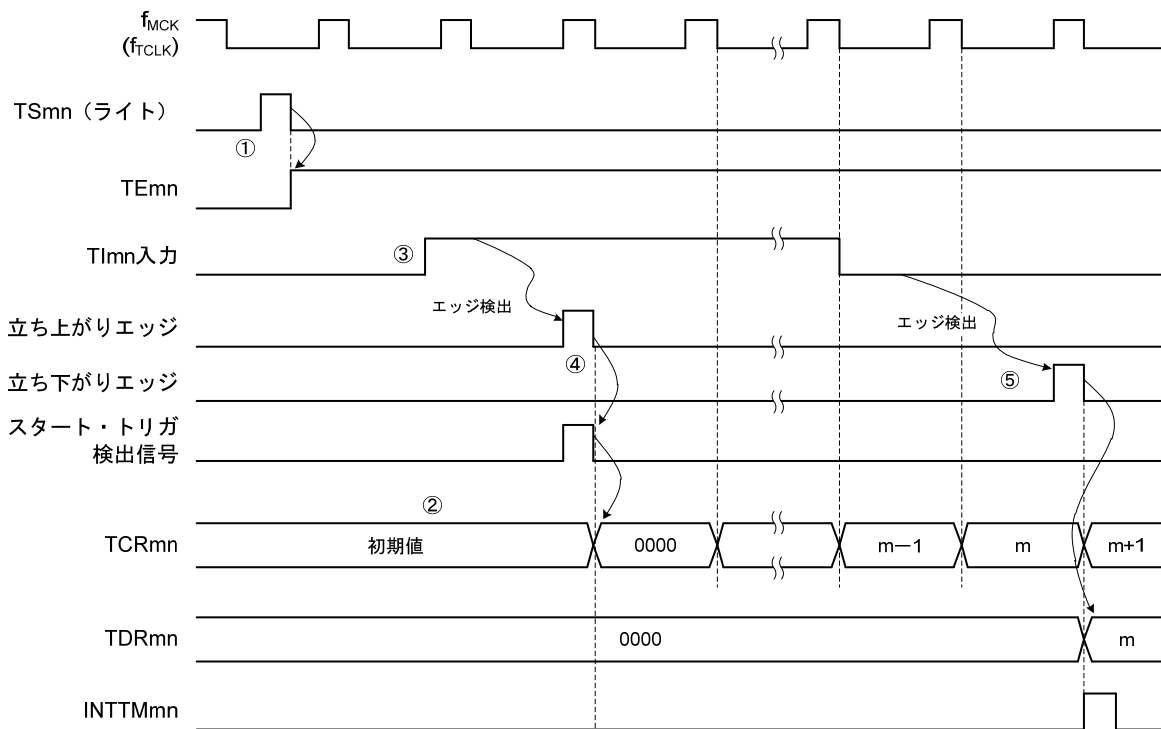 fMCK
(fTCLK)
TSmn（ライト）
①
TEmn
TImn入力
③
エッジ検出
エッジ検出
立ち上がりエッジ
④
立ち下がりエッジ
⑤
スタート・トリガ
検出信号
②
TCRmn
初期値
0000
m－1
m
m+1
TDRmn
0000
m
INTTMmn